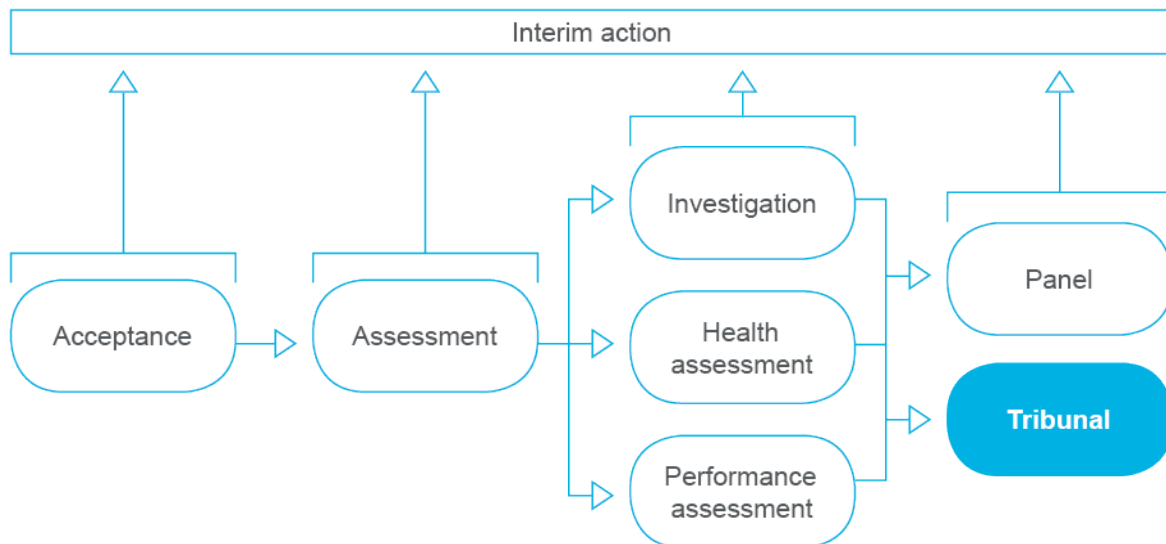 Interim action
Acceptance
Assessment
Investigation
Health
assessment
Performance
assessment
Panel
Tribunal